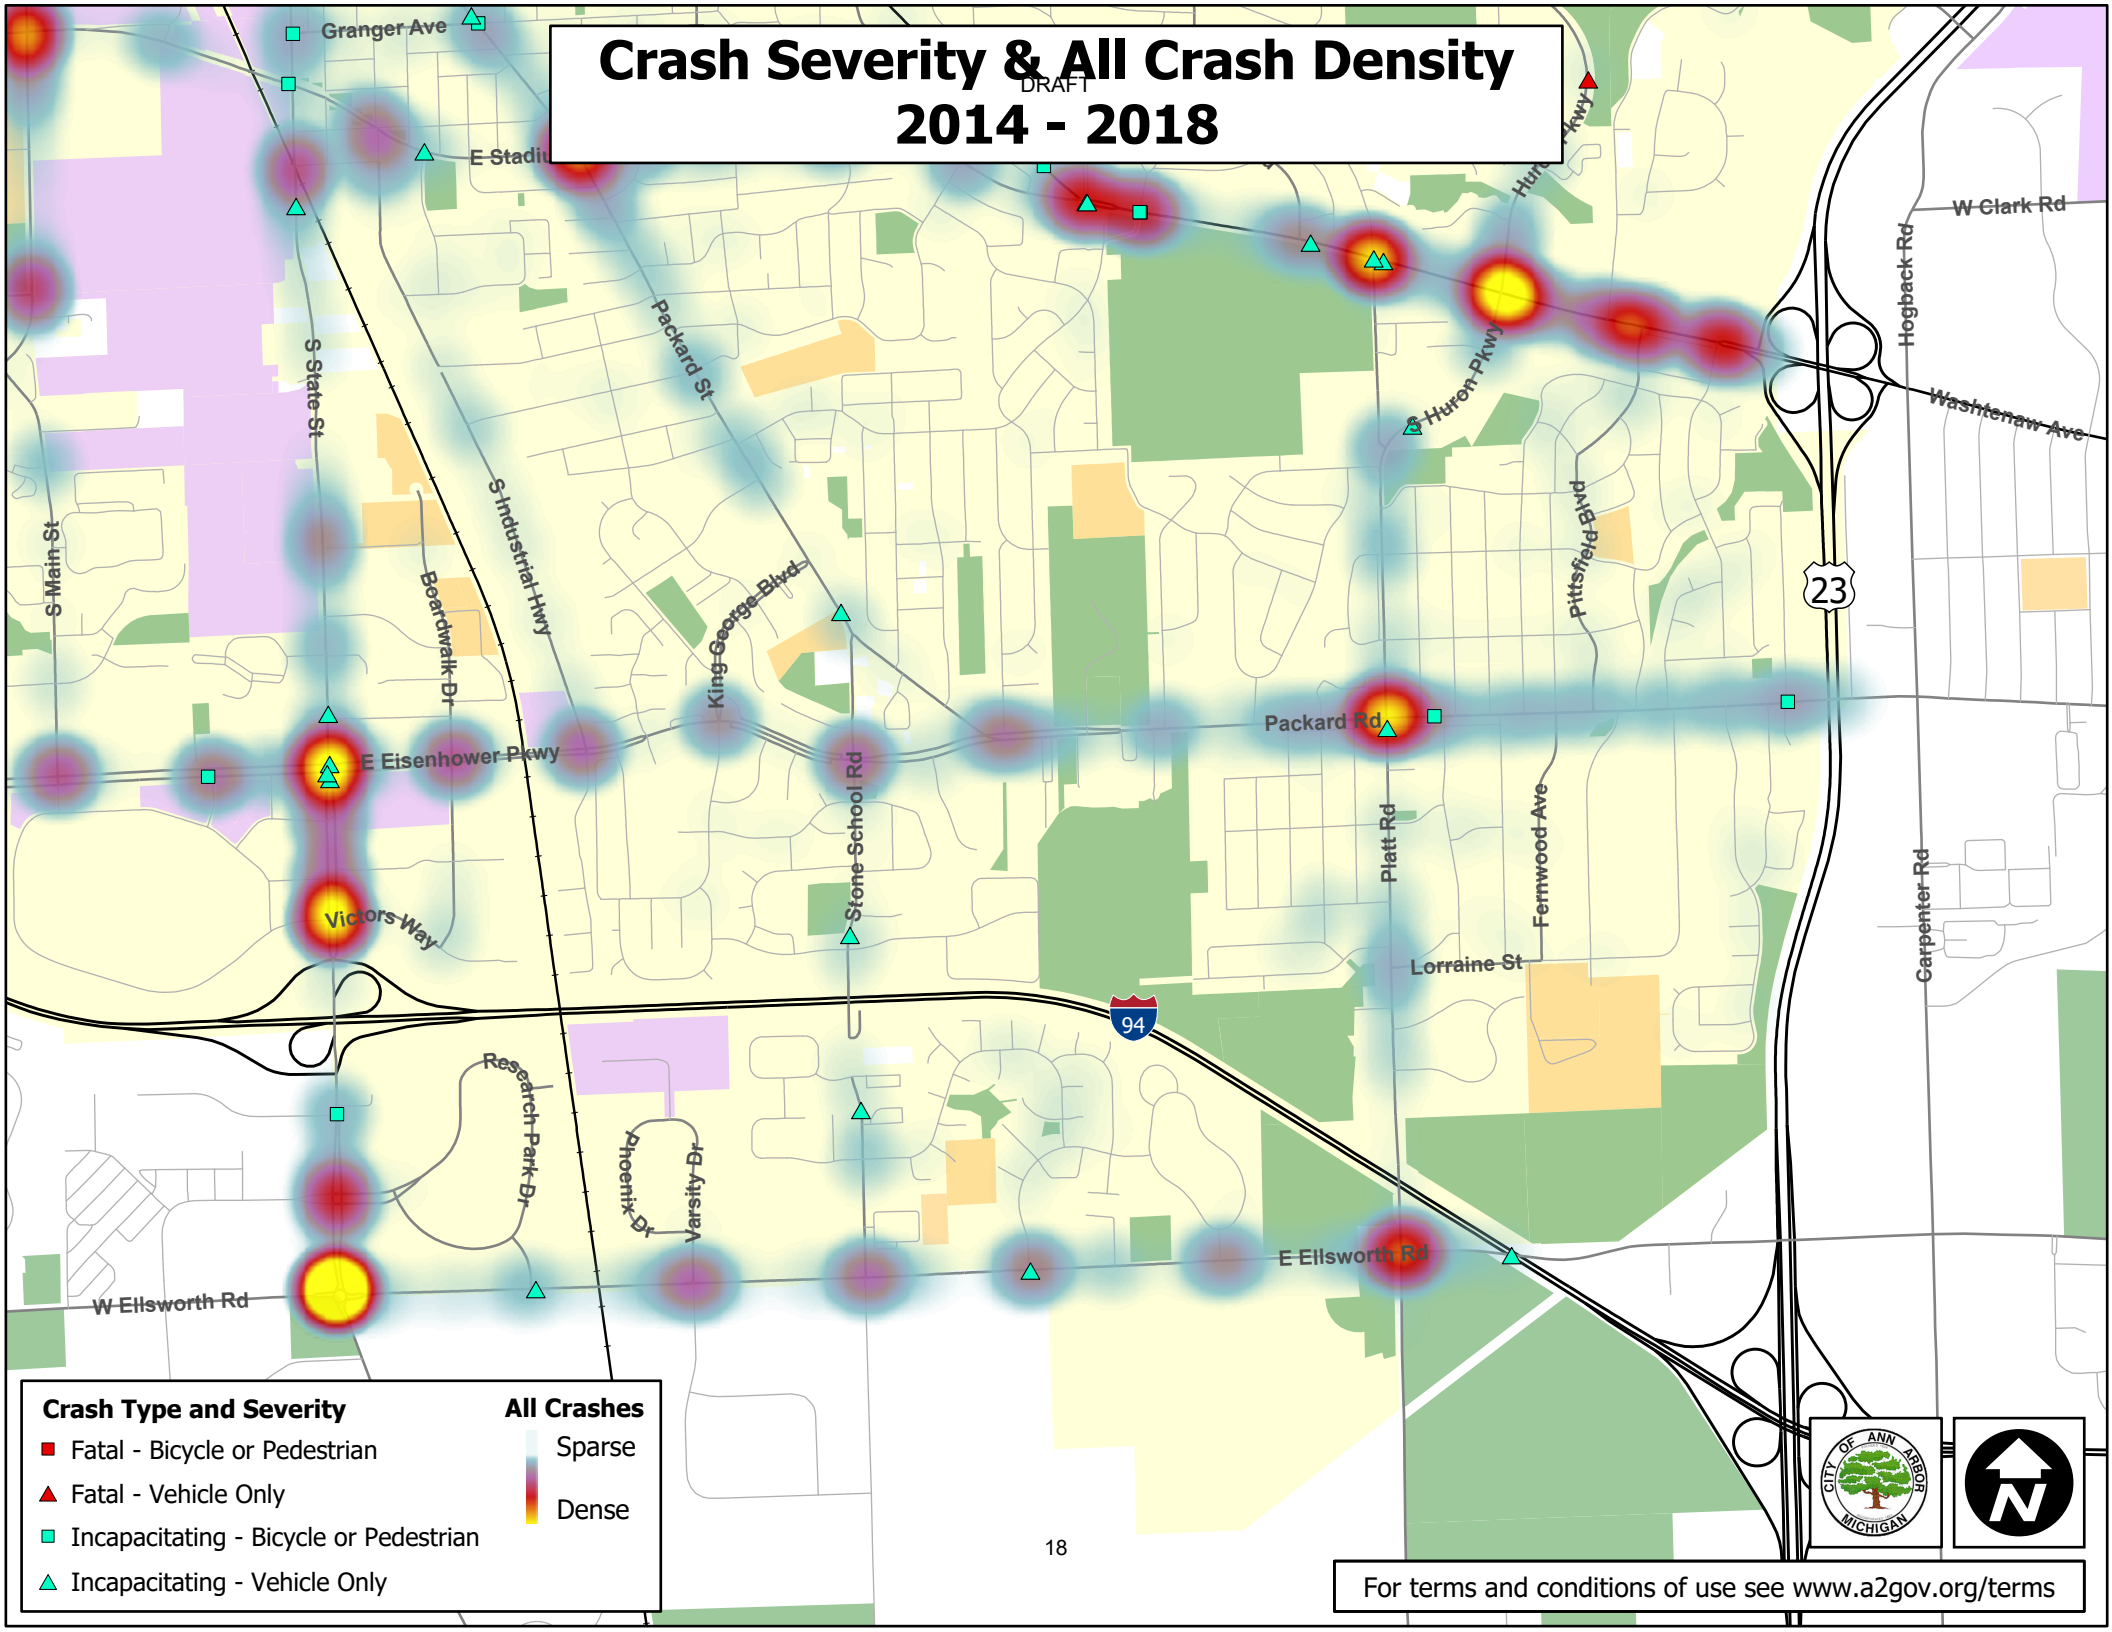 Granger Ave
Crash Severity & All Crash Density
DRAFT
2014 - 2018
E Stadiu
Huron Pkwy
W Clark Rd
Hogback Rd
Packard St
S State St
S Huron Pkwy
Washtenaw Ave
S Main St
S Industrial Hwy
Boardwalk Dr
King George Blvd
Pittsfield Blvd
23
E Eisenhower Pkwy
Packard Rd
Stone School Rd
Platt Rd
Fernwood Ave
Carpenter Rd
Victors Way
Lorraine St
94
Research Park Dr
Phoenix Dr
Varsity Dr
E Ellsworth Rd
W Ellsworth Rd
Crash Type and Severity
Fatal - Bicycle or Pedestrian
Fatal - Vehicle Only
Incapacitating - Bicycle or Pedestrian
Incapacitating - Vehicle Only
All Crashes
Sparse
Dense
18
CITY OF ANN ARBOR
MICHIGAN
N
For terms and conditions of use see www.a2gov.org/terms